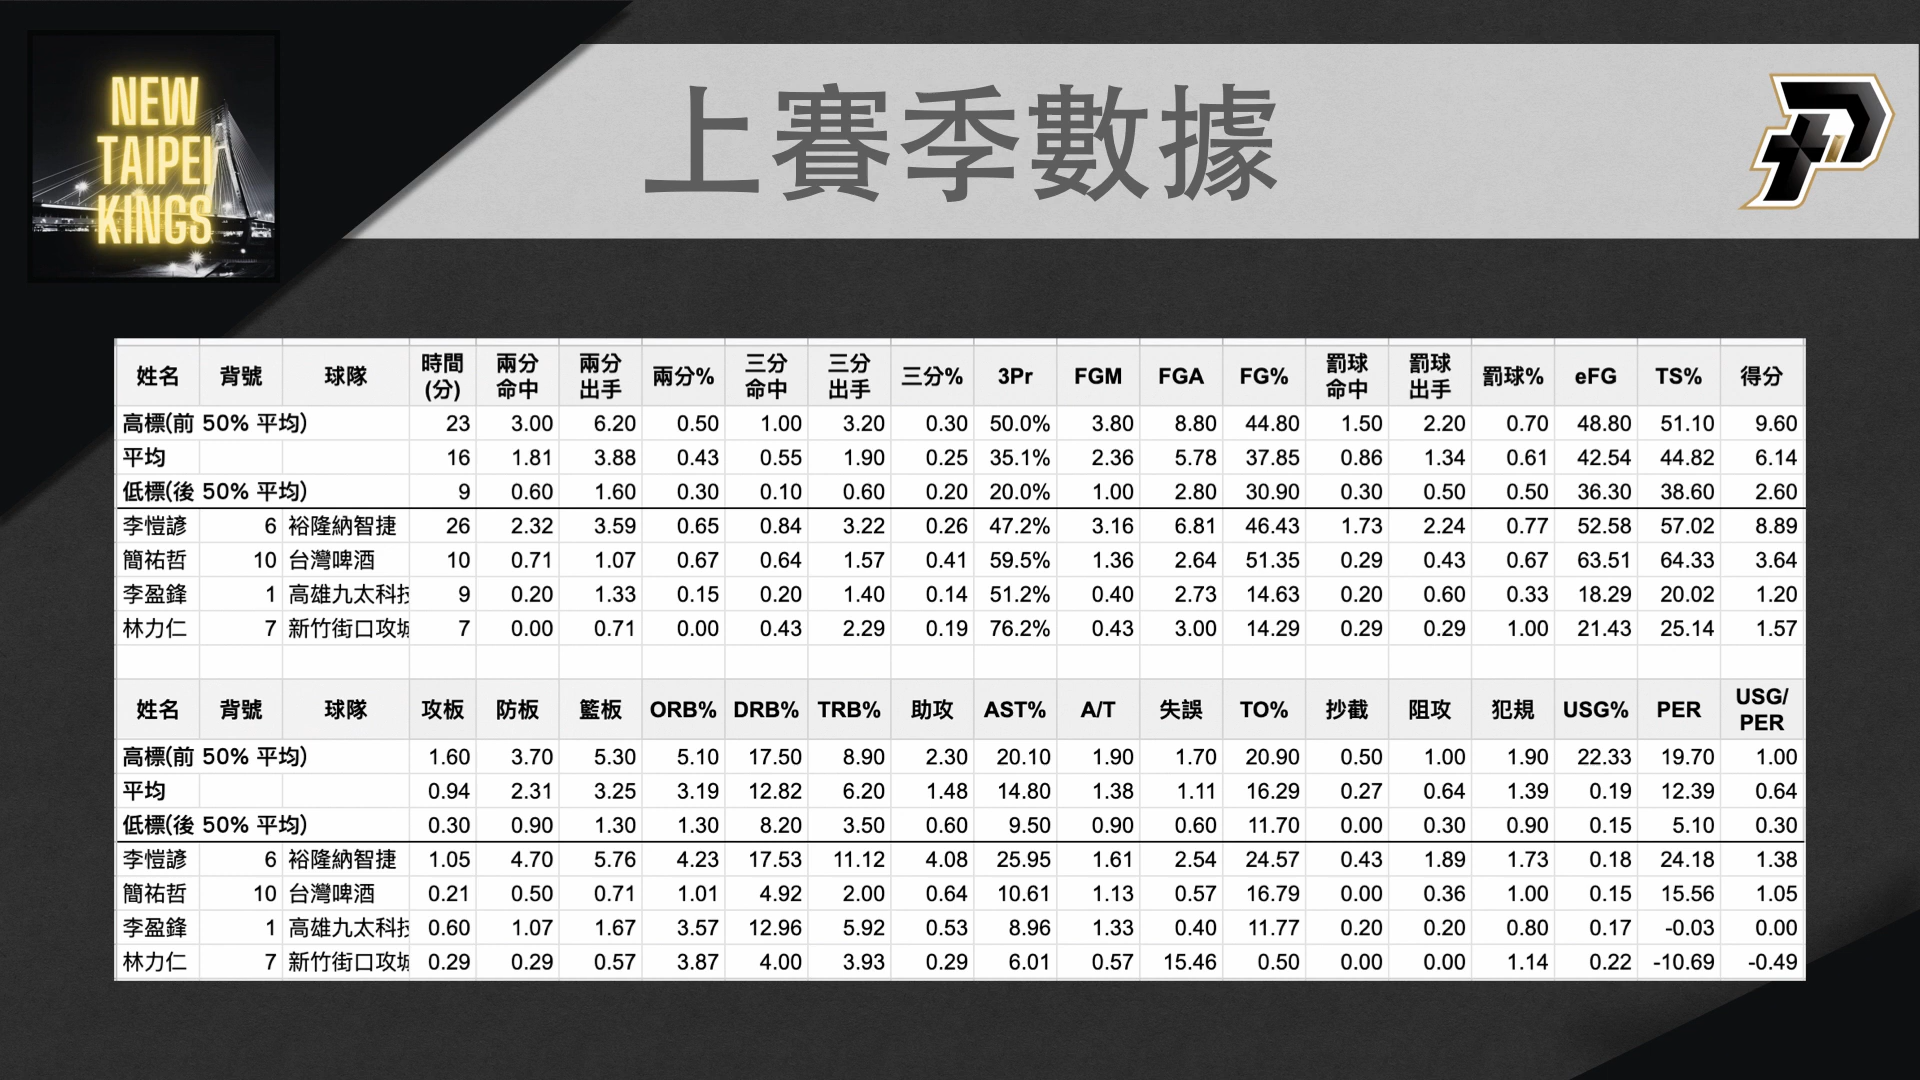 NEW
TAIPEI
KINGS
上賽季數據
姓名 背號 球隊 時間(分) 兩分命中 兩分出手 兩分% 三分命中 三分出手 三分% 3Pr FGM FGA FG% 罰球命中 罰球出手 罰球% eFG TS% 得分
高標(前 50% 平均) 23 3.00 6.20 0.50 1.00 3.20 0.30 50.0% 3.80 8.80 44.80 1.50 2.20 0.70 48.80 51.10 9.60
平均 16 1.81 3.88 0.43 0.55 1.90 0.25 35.1% 2.36 5.78 37.85 0.86 1.34 0.61 42.54 44.82 6.14
低標(後 50% 平均) 9 0.60 1.60 0.30 0.10 0.60 0.20 20.0% 1.00 2.80 30.90 0.30 0.50 0.50 36.30 38.60 2.60
李愷諺 6 裕隆納智捷 26 2.32 3.59 0.65 0.84 3.22 0.26 47.2% 3.16 6.81 46.43 1.73 2.24 0.77 52.58 57.02 8.89
簡祐哲 10 台灣啤酒 10 0.71 1.07 0.67 0.64 1.57 0.41 59.5% 1.36 2.64 51.35 0.29 0.43 0.67 63.51 64.33 3.64
李盈鋒 1 高雄九太科技 9 0.20 1.33 0.15 0.20 1.40 0.14 51.2% 0.40 2.73 14.63 0.20 0.60 0.33 18.29 20.02 1.20
林力仁 7 新竹街口攻城 7 0.00 0.71 0.00 0.43 2.29 0.19 76.2% 0.43 3.00 14.29 0.29 0.29 1.00 21.43 25.14 1.57
姓名 背號 球隊 攻板 防板 籃板 ORB% DRB% TRB% 助攻 AST% A/T 失誤 TO% 抄截 阻攻 犯規 USG% PER USG/PER
高標(前 50% 平均) 1.60 3.70 5.30 5.10 17.50 8.90 2.30 20.10 1.90 1.70 20.90 0.50 1.00 1.90 22.33 19.70 1.00
平均 0.94 2.31 3.25 3.19 12.82 6.20 1.48 14.80 1.38 1.11 16.29 0.27 0.64 1.39 0.19 12.39 0.64
低標(後 50% 平均) 0.30 0.90 1.30 1.30 8.20 3.50 0.60 9.50 0.90 0.60 11.70 0.00 0.30 0.90 0.15 5.10 0.30
李愷諺 6 裕隆納智捷 1.05 4.70 5.76 4.23 17.53 11.12 4.08 25.95 1.61 2.54 24.57 0.43 1.89 1.73 0.18 24.18 1.38
簡祐哲 10 台灣啤酒 0.21 0.50 0.71 1.01 4.92 2.00 0.64 10.61 1.13 0.57 16.79 0.00 0.36 1.00 0.15 15.56 1.05
李盈鋒 1 高雄九太科技 0.60 1.07 1.67 3.57 12.96 5.92 0.53 8.96 1.33 0.40 11.77 0.20 0.20 0.80 0.17 -0.03 0.00
林力仁 7 新竹街口攻城 0.29 0.29 0.57 3.87 4.00 3.93 0.29 6.01 0.57 15.46 0.50 0.00 0.00 1.14 0.22 -10.69 -0.49